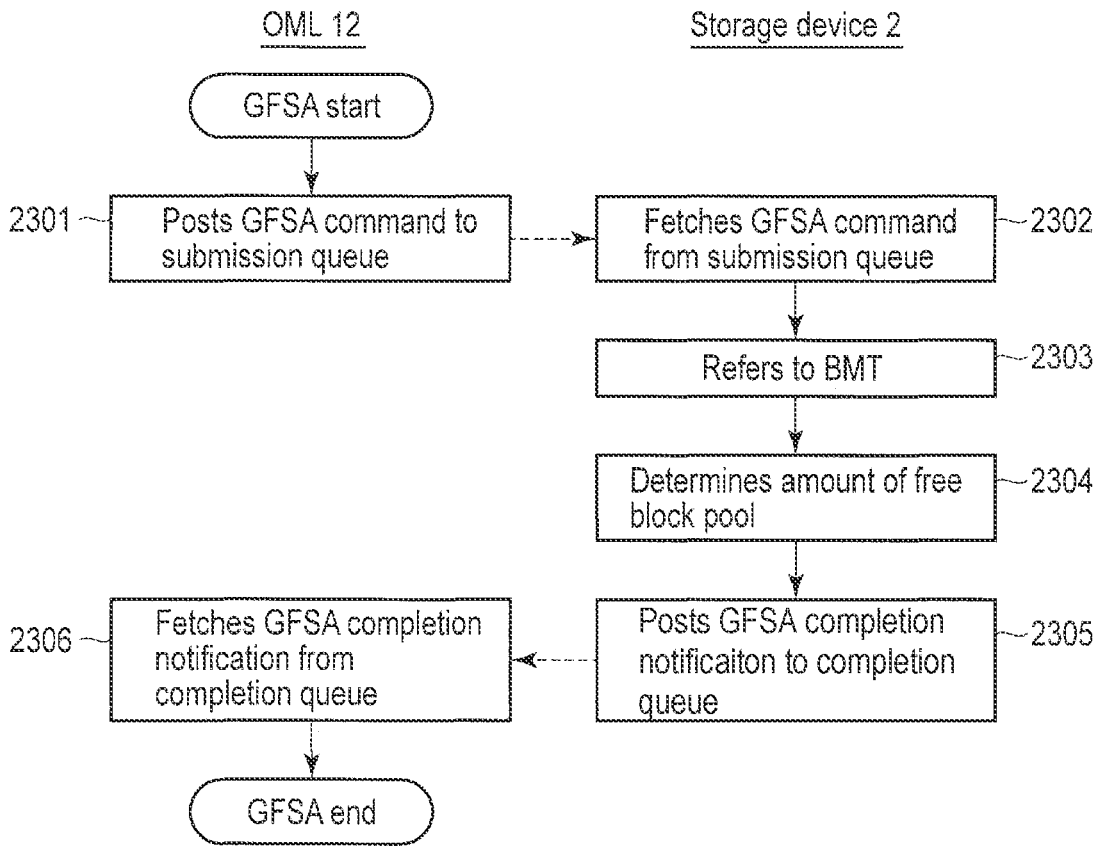 OML 12
Storage device 2
GFSA start
2301
Posts GFSA command to
submission queue
Fetches GFSA command
from submission queue
2302
Refers to BMT
2303
Determines amount of free
block pool
2304
2306
Fetches GFSA completion
notification from
completion queue
Posts GFSA completion
notificaiton to completion
queue
2305
GFSA end